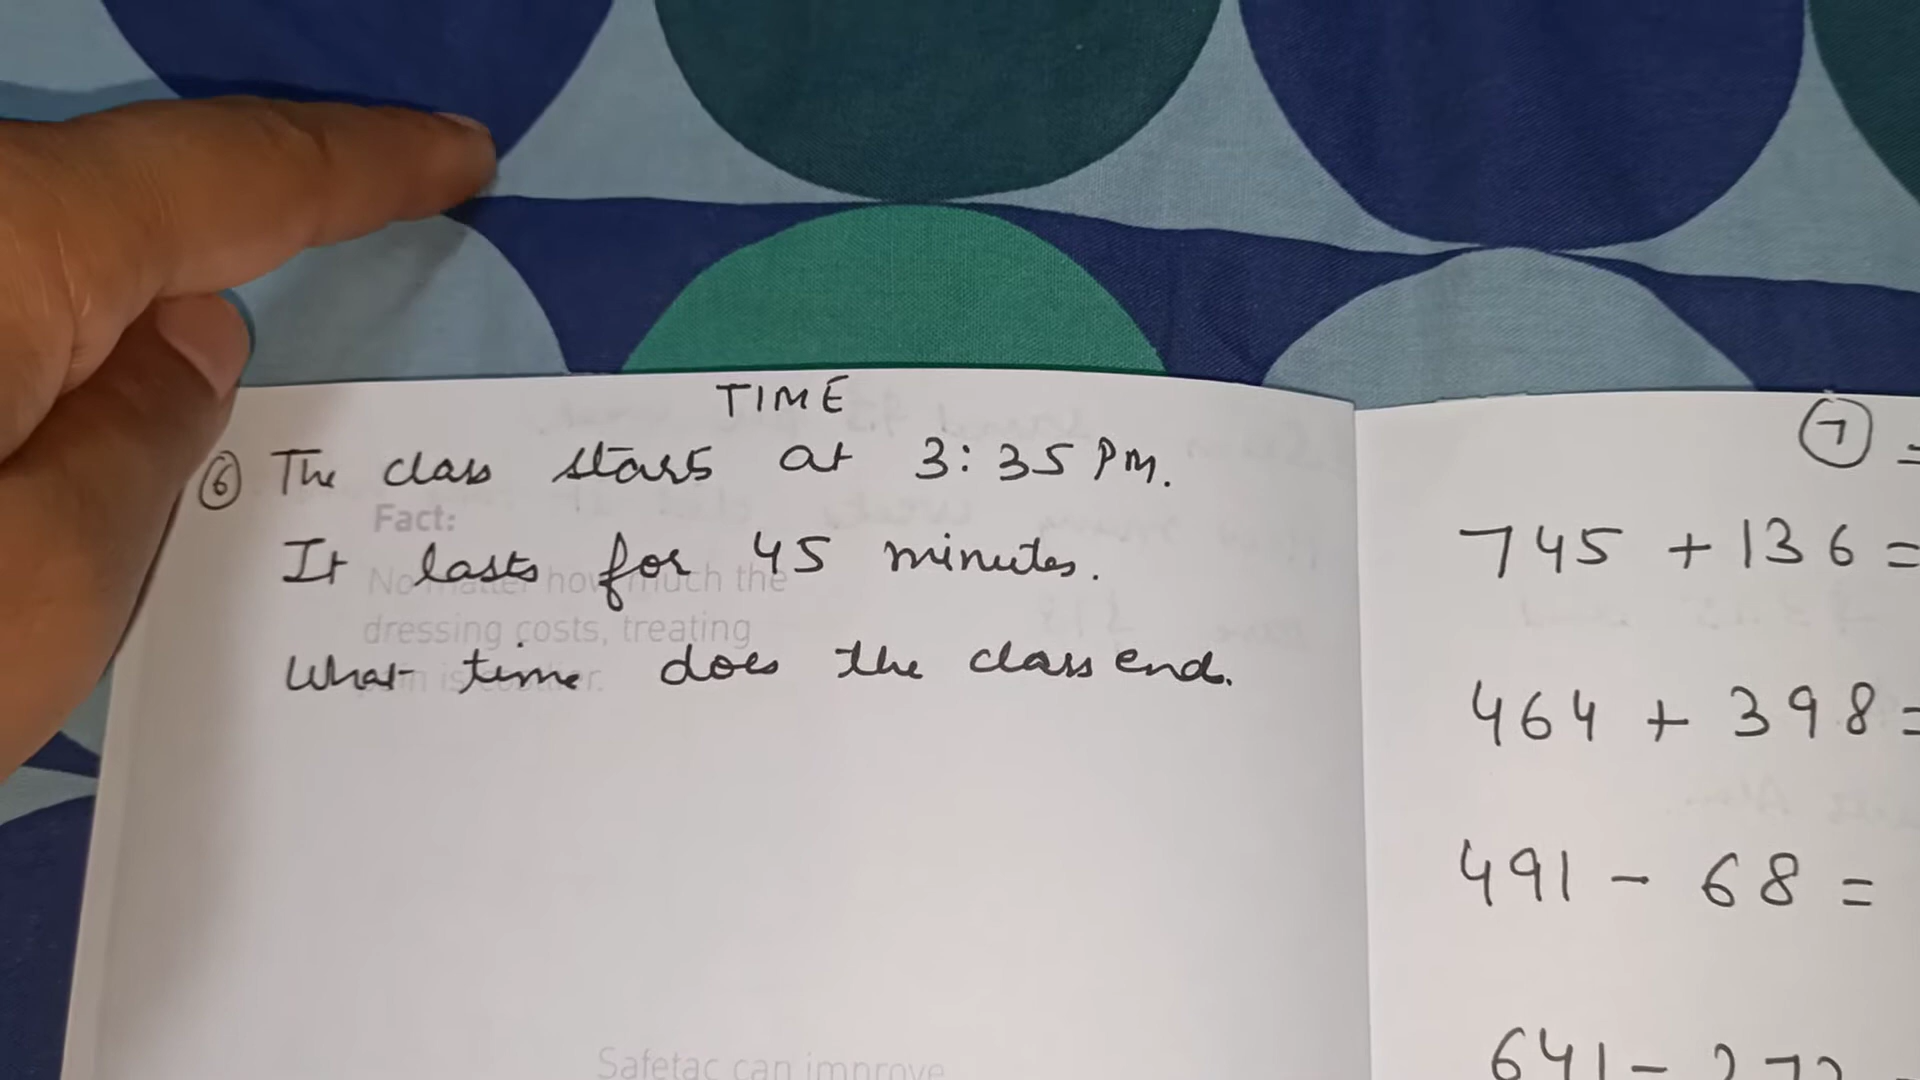 TIME
6 The class stars at 3:35 PM.
Fact:
It lasts for 45 minutes.
No matter how much the
dressing costs, treating
What time does the class end.
Safetac can improve
7
745 + 136 =
464 + 398 =
491 - 68 =
641 -